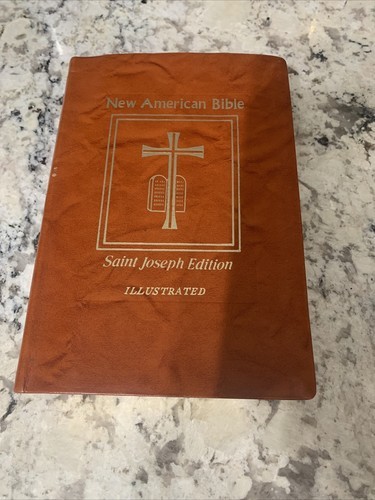 New American Bible
Saint Joseph Edition
ILLUSTRATED